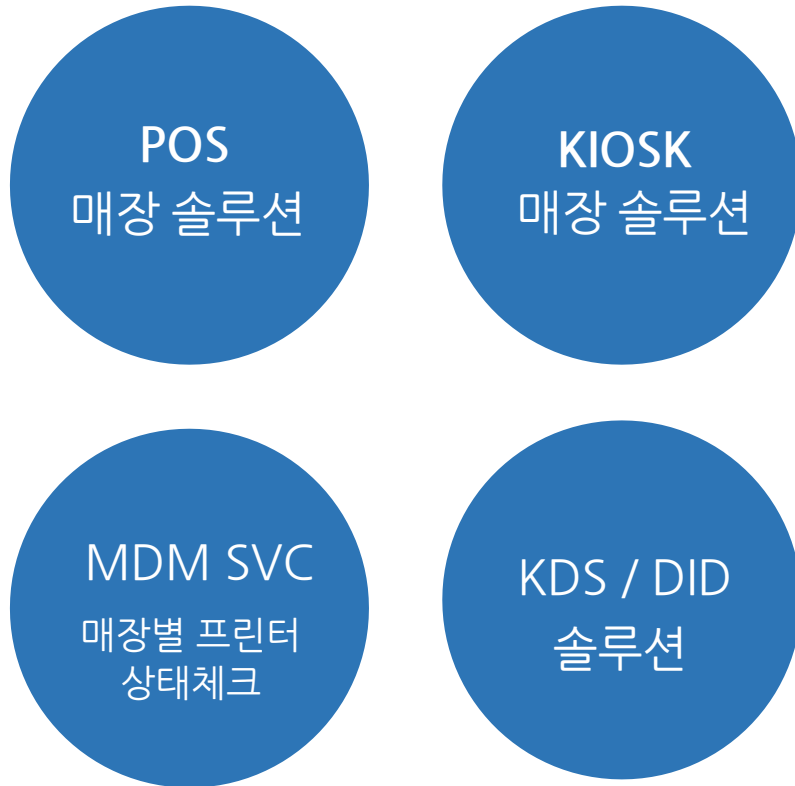 POS
매장 솔루션
KIOSK
매장 솔루션
MDM SVC
매장별 프린터
상태체크
KDS / DID
솔루션